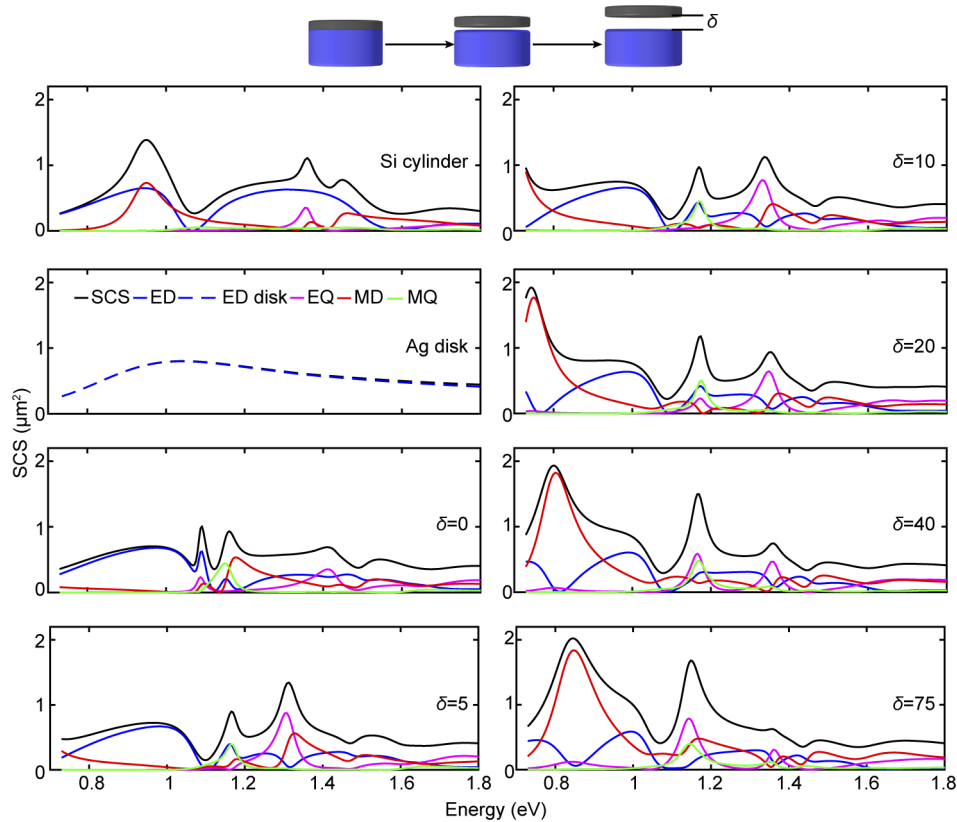 δ
2
1
0
Si cylinder
2
1
0
δ=10
2
1
0
SCS ED ED disk EQ MD MQ
Ag disk
2
1
0
δ=20
2
1
0
δ=0
2
1
0
δ=40
2
1
0
δ=5
0.8 1 1.2 1.4 1.6 1.8
2
1
0
δ=75
0.8 1 1.2 1.4 1.6 1.8
SCS (μm²)
Energy (eV)